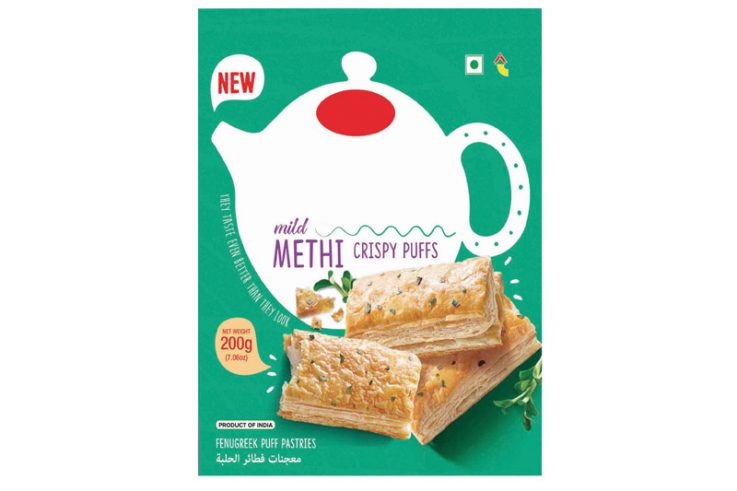 NEW
mild
METHI CRISPY PUFFS
THEY TASTE EVEN BETTER THAN THEY LOOK
NET WEIGHT
200g
(7.06oz)
PRODUCT OF INDIA
FENUGREEK PUFF PASTRIES
معجنات فطائر الحلبة